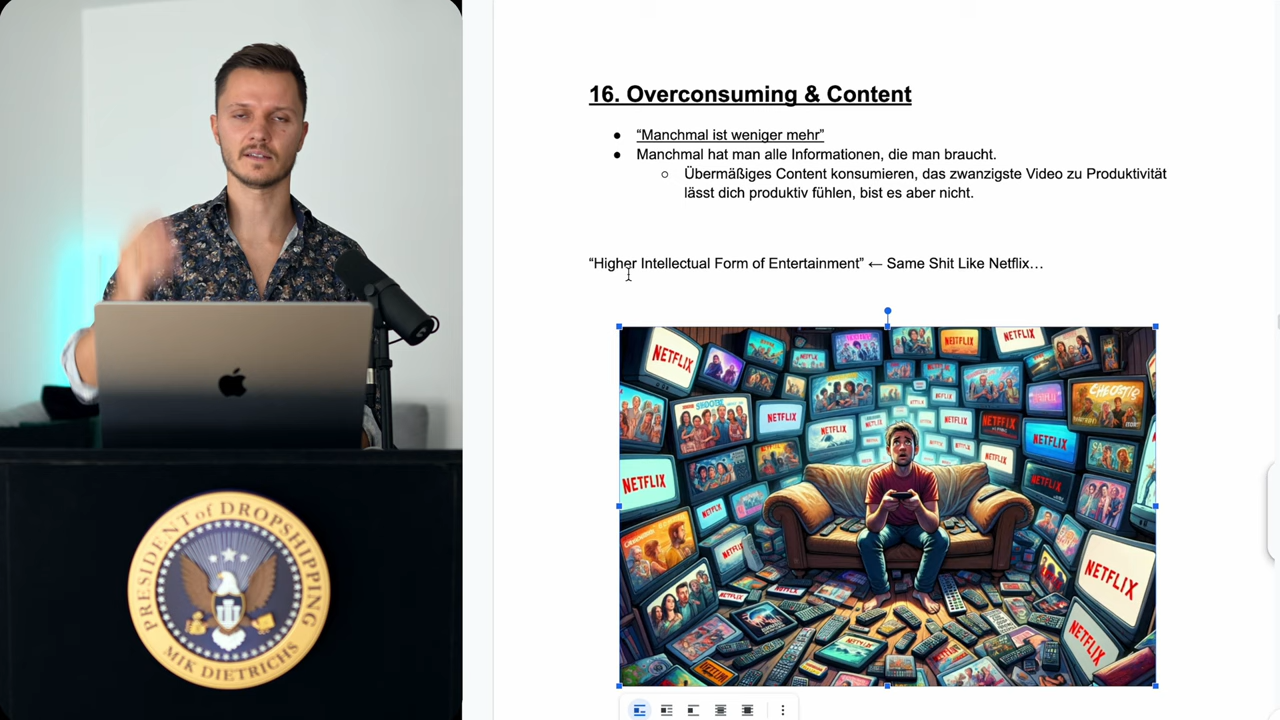 16. Overconsuming & Content
● “Manchmal ist weniger mehr”
● Manchmal hat man alle Informationen, die man braucht.
○ Übermäßiges Content konsumieren, das zwanzigste Video zu Produktivität
lässt dich produktiv fühlen, bist es aber nicht.
“Higher Intellectual Form of Entertainment” ← Same Shit Like Netflix…
NETFLIX
NETFLIX
NETFLIX
NETFLIX
NETFLIX
NETFLIX
NETFLIX
NETFLIX
PRESIDENT of DROPSHIPPING
MIK DIETRICHS